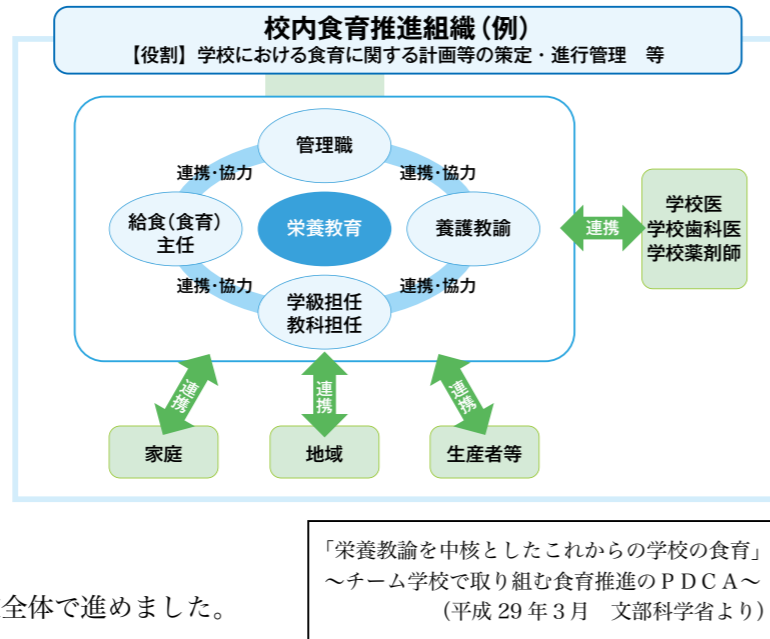 校内食育推進組織（例）
【役割】学校における食育に関する計画等の策定・進行管理　等
管理職
連携・協力
連携・協力
給食（食育）
主任
栄養教育
養護教諭
連携・協力
連携・協力
学級担任
教科担任
連携
学校医
学校歯科医
学校薬剤師
連携
連携
連携
家庭
地域
生産者等
「栄養教諭を中核としたこれからの学校の食育」
～チーム学校で取り組む食育推進のＰＤＣＡ～
（平成 29 年３月　文部科学省より）
全体で進めました。